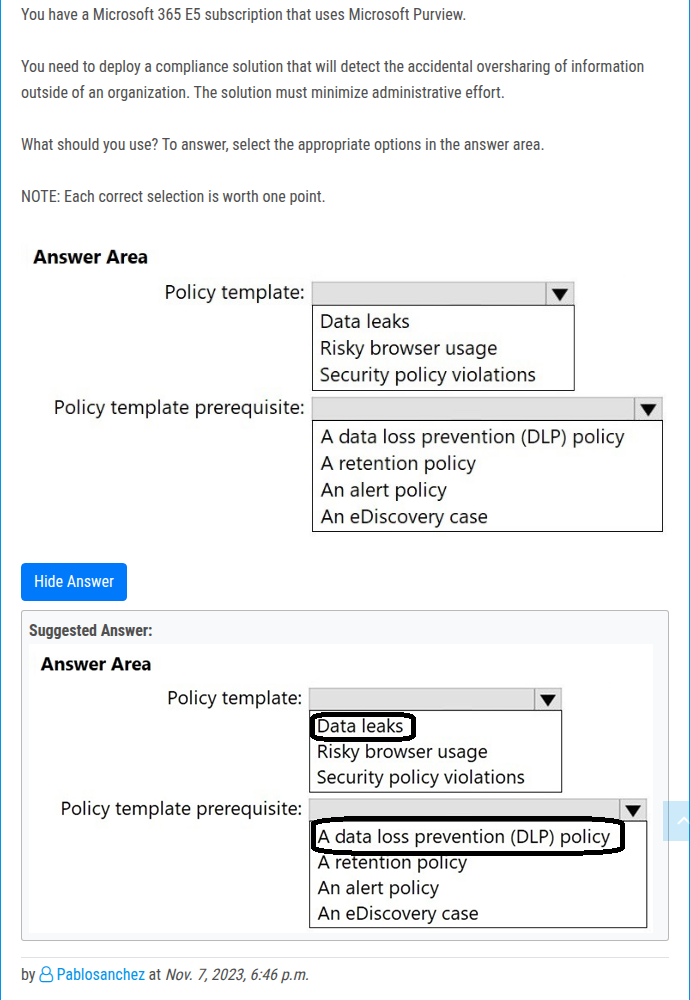 You have a Microsoft 365 E5 subscription that uses Microsoft Purview.
You need to deploy a compliance solution that will detect the accidental oversharing of information
outside of an organization. The solution must minimize administrative effort.
What should you use? To answer, select the appropriate options in the answer area.
NOTE: Each correct selection is worth one point.
Answer Area
Policy template:
Data leaks
Risky browser usage
Security policy violations
Policy template prerequisite:
A data loss prevention (DLP) policy
A retention policy
An alert policy
An eDiscovery case
Hide Answer
Suggested Answer:
Answer Area
Policy template:
Data leaks
Risky browser usage
Security policy violations
Policy template prerequisite:
A data loss prevention (DLP) policy
A retention policy
An alert policy
An eDiscovery case
by Pablosanchez at Nov. 7, 2023, 6:46 p.m.